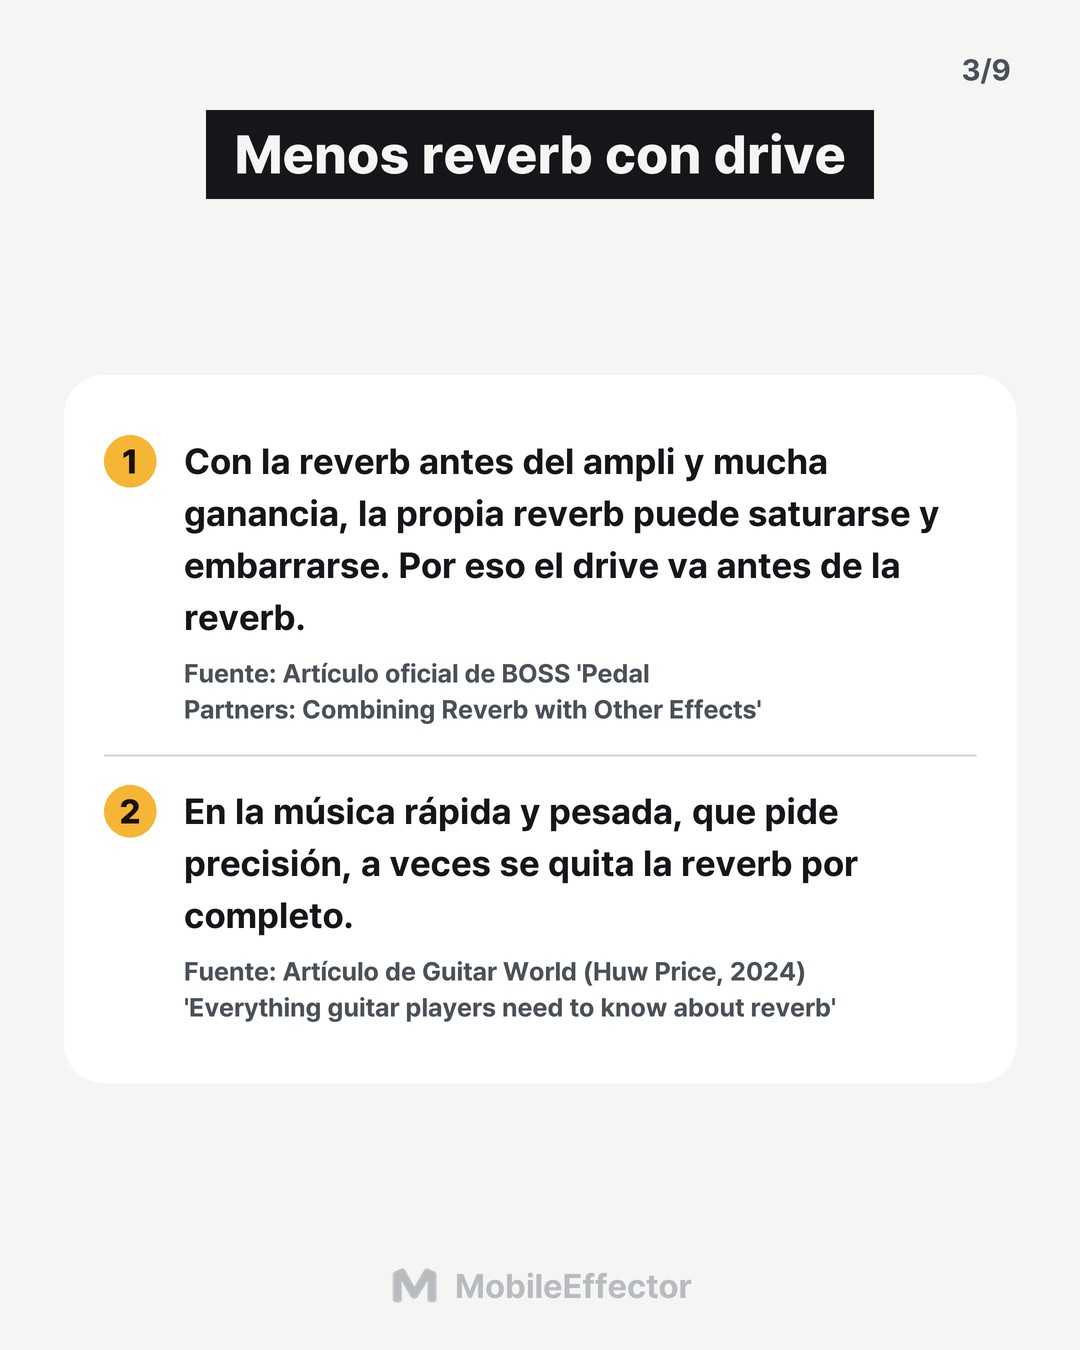 3/9
Menos reverb con drive
1
Con la reverb antes del ampli y mucha
ganancia, la propia reverb puede saturarse y
embarrarse. Por eso el drive va antes de la
reverb.
Fuente: Artículo oficial de BOSS 'Pedal
Partners: Combining Reverb with Other Effects'
2
En la música rápida y pesada, que pide
precisión, a veces se quita la reverb por
completo.
Fuente: Artículo de Guitar World (Huw Price, 2024)
'Everything guitar players need to know about reverb'
MobileEffector